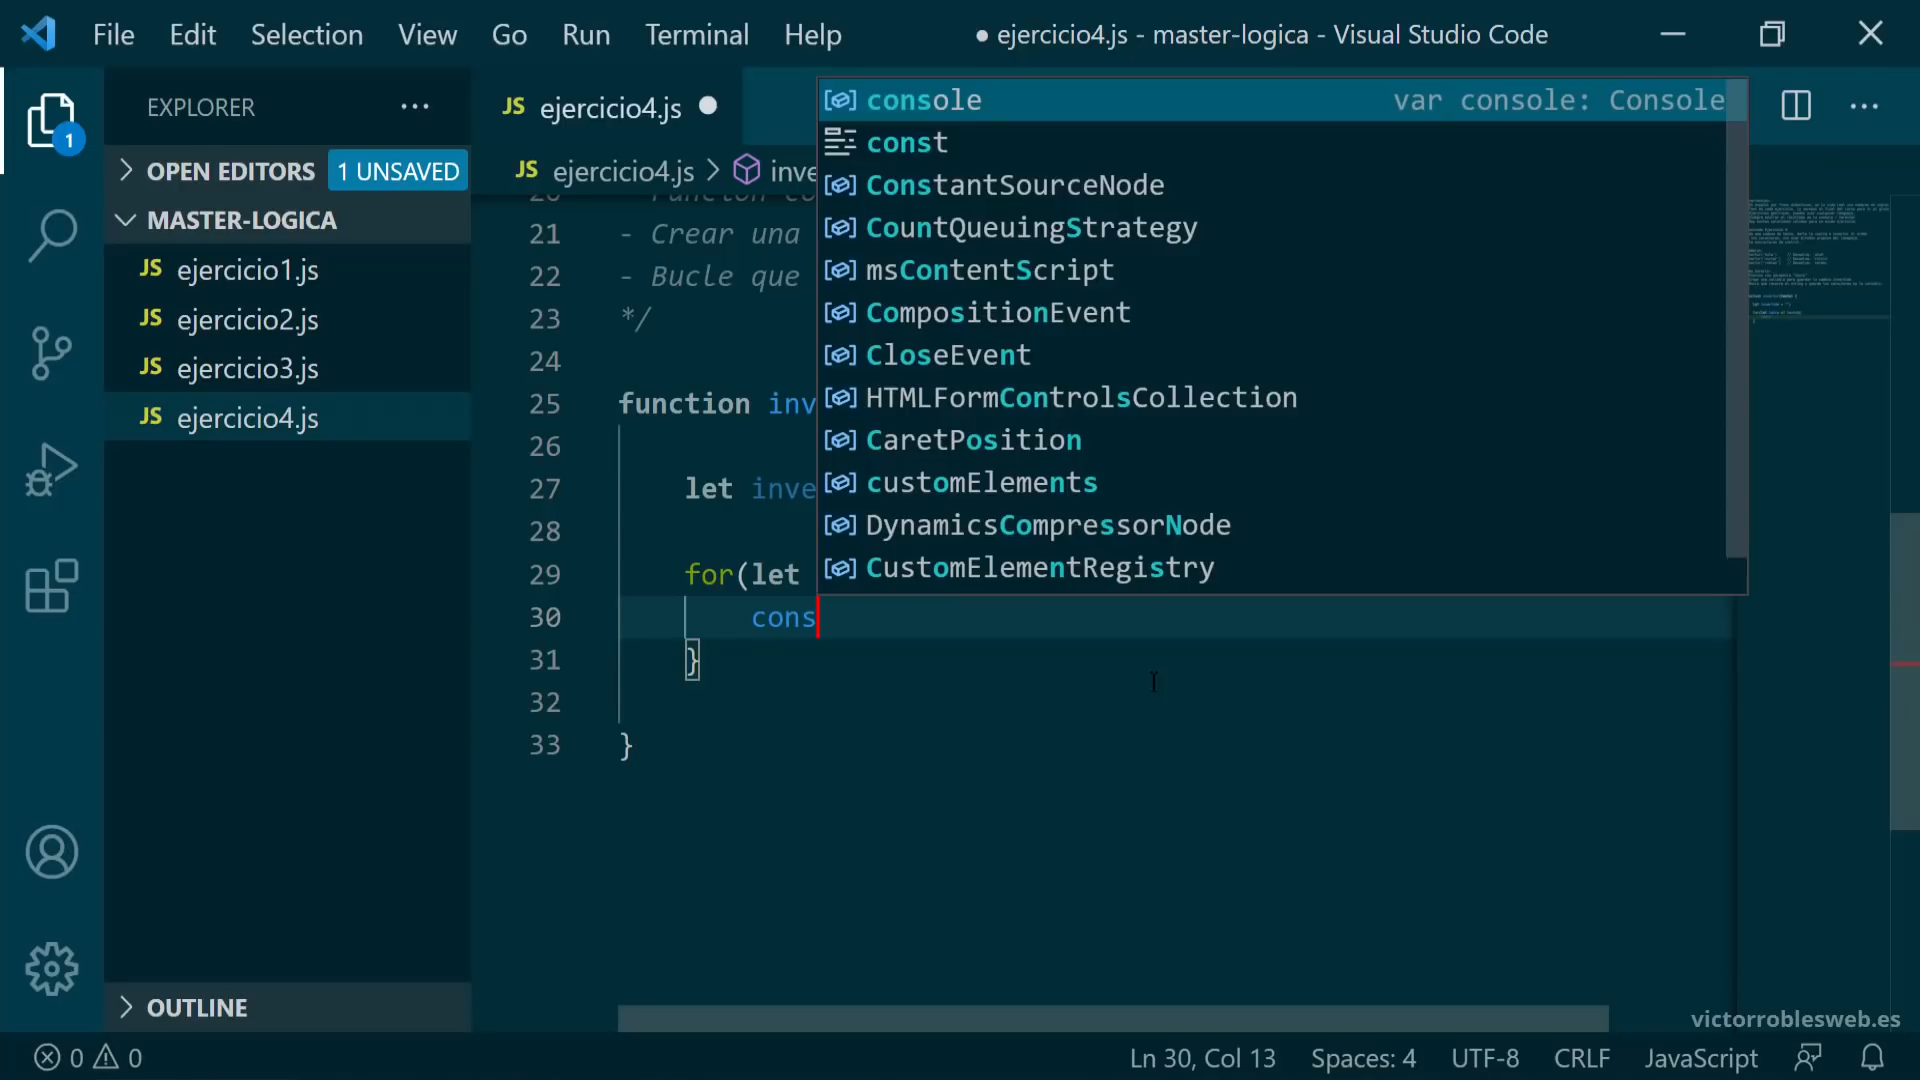 File Edit Selection View Go Run Terminal Help ● ejercicio4.js - master-logica - Visual Studio Code
EXPLORER ···
JS ejercicio4.js ●
1
OPEN EDITORS 1 UNSAVED
JS ejercicio4.js > inve
MASTER-LOGICA
JS ejercicio1.js
JS ejercicio2.js
JS ejercicio3.js
JS ejercicio4.js
OUTLINE
console var console: Console
const
ConstantSourceNode
CountQueuingStrategy
msContentScript
CompositionEvent
CloseEvent
HTMLFormControlsCollection
CaretPosition
customElements
DynamicsCompressorNode
CustomElementRegistry
21 - Crear una
22 - Bucle que
23 */
24
25 function inv
26
27 let inve
28
29 for(let
30 cons
31 }
32
33 }
victorroblesweb.es
0 0 Ln 30, Col 13 Spaces: 4 UTF-8 CRLF JavaScript